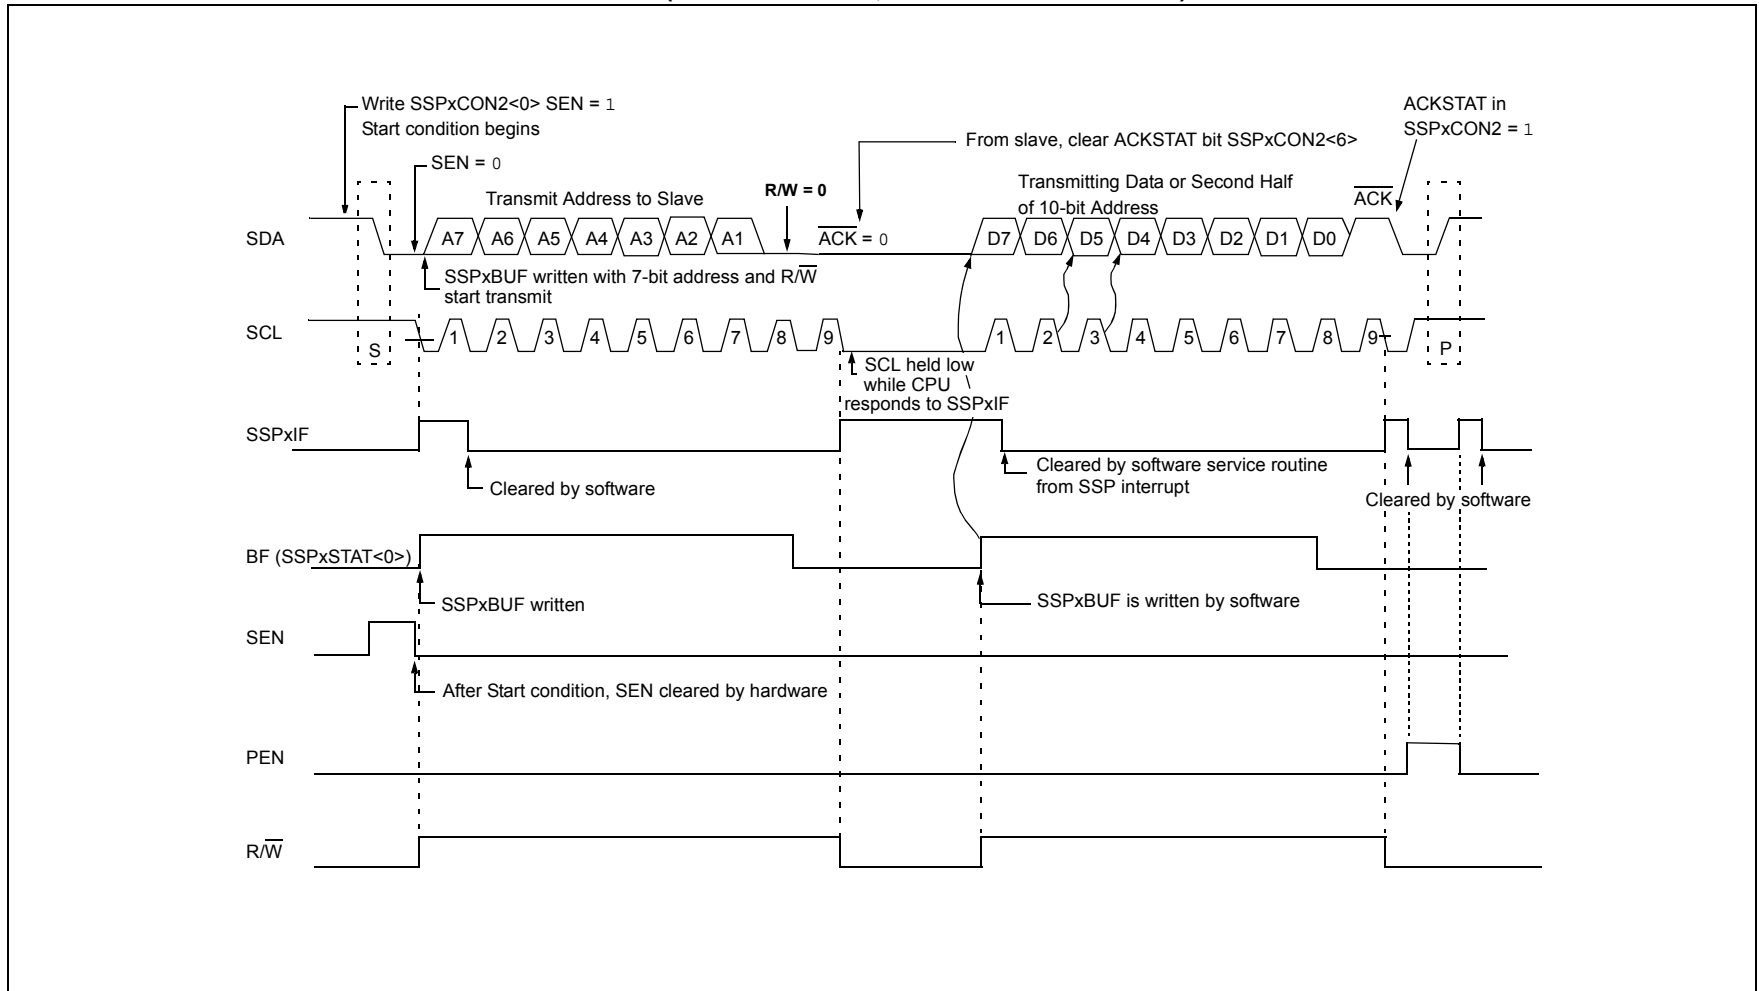 Write SSPxCON2<0> SEN = 1
Start condition begins
SEN = 0
Transmit Address to Slave
R/W = 0
From slave, clear ACKSTAT bit SSPxCON2<6>
Transmitting Data or Second Half
of 10-bit Address
ACK
ACKSTAT in
SSPxCON2 = 1
SDA
A7 A6 A5 A4 A3 A2 A1
ACK = 0
D7 D6 D5 D4 D3 D2 D1 D0
SSPxBUF written with 7-bit address and R/W
start transmit
SCL
S
1 2 3 4 5 6 7 8 9
1 2 3 4 5 6 7 8 9
P
SCL held low
while CPU
responds to SSPxIF
SSPxIF
Cleared by software
Cleared by software service routine
from SSP interrupt
Cleared by software
BF (SSPxSTAT<0>)
SSPxBUF written
SSPxBUF is written by software
SEN
After Start condition, SEN cleared by hardware
PEN
R/W